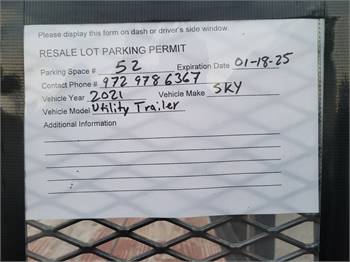 Please display this form on dash or driver's side window.
RESALE LOT PARKING PERMIT
Parking Space # 52 Expiration Date 01-18-25
Contact Phone # 972 978 6367
Vehicle Year 2021 Vehicle Make SKY
Vehicle Model Utility Trailer
Additional Information